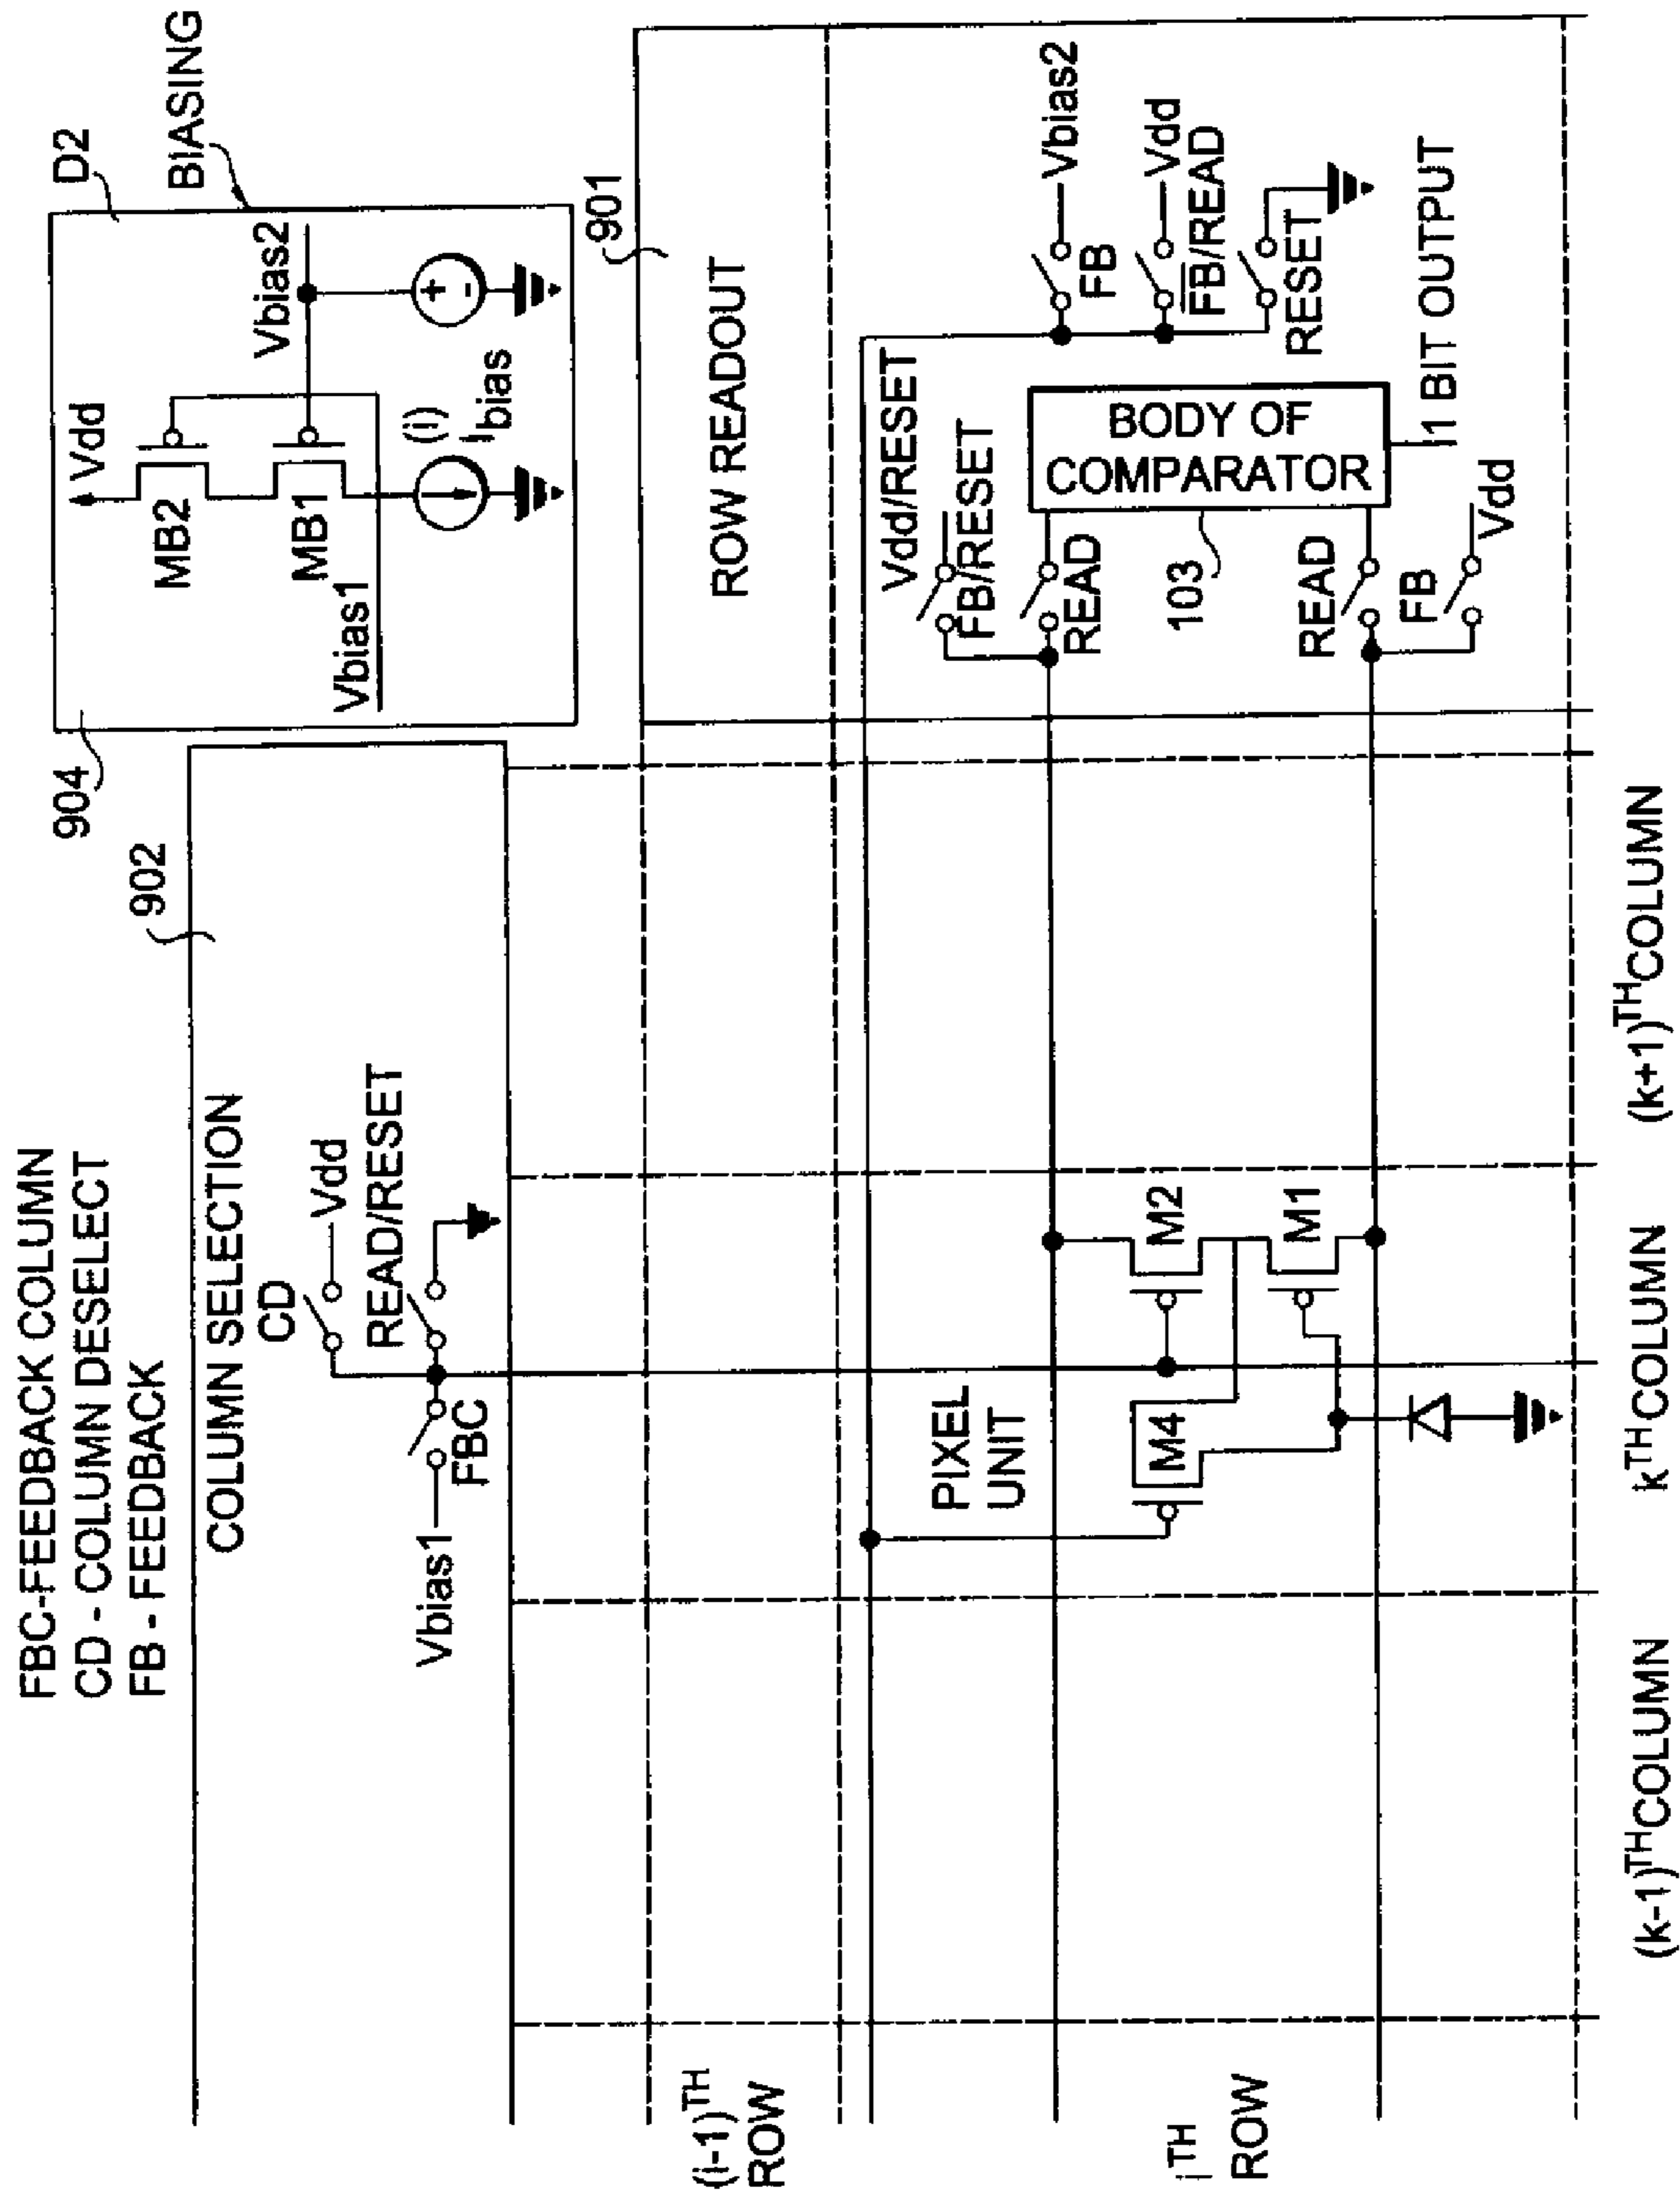 FBC-FEEDBACK COLUMN
CD - COLUMN DESELECT
FB - FEEDBACK
902
COLUMN SELECTION
CD
Vdd
READ/RESET
Vbias1
FBC
904
D2
BIASING
Vdd
MB2
MB1
Vbias1
Vbias2
(i)
Ibias
901
ROW READOUT
Vdd/RESET
FB/RESET
READ
103
BODY OF
COMPARATOR
READ
FB
Vdd
1 BIT OUTPUT
Vbias2
FB
Vdd
FB/READ
RESET
PIXEL
UNIT
M4
M2
M1
(i-1)TH
ROW
iTH
ROW
(k-1)THCOLUMN
kTHCOLUMN
(k+1)THCOLUMN